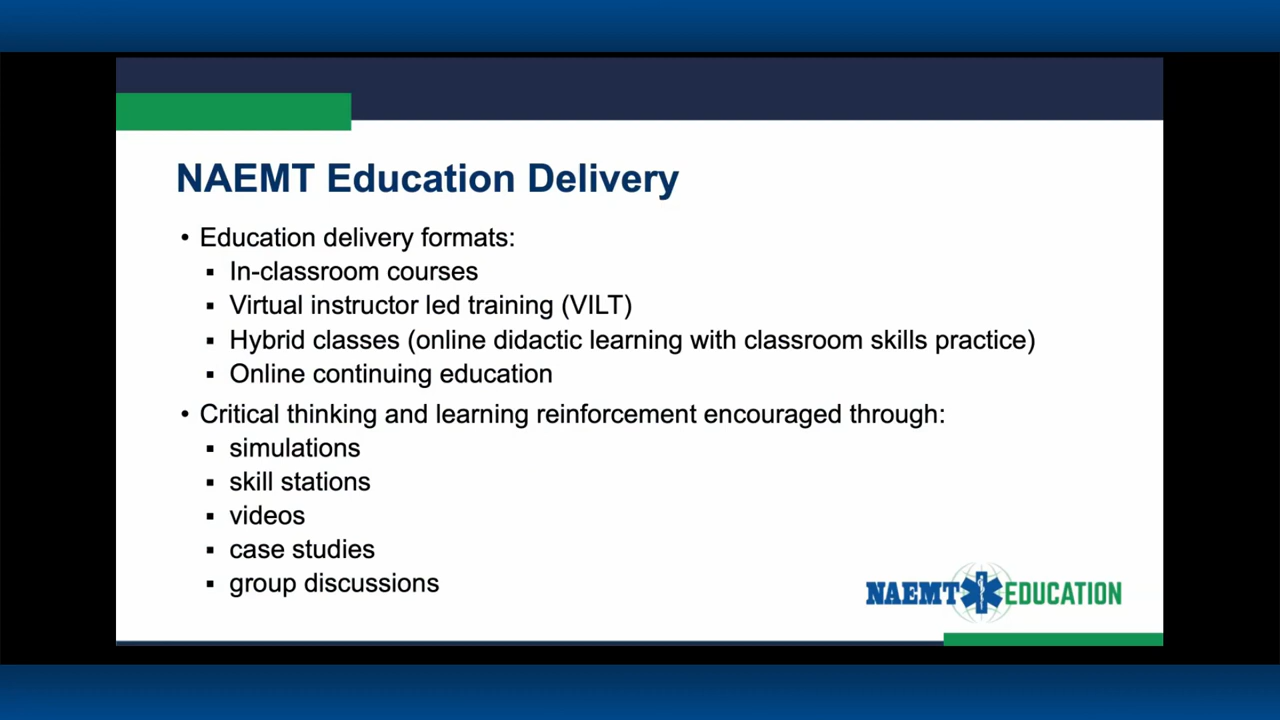 NAEMT Education Delivery
• Education delivery formats:
▪ In-classroom courses
▪ Virtual instructor led training (VILT)
▪ Hybrid classes (online didactic learning with classroom skills practice)
▪ Online continuing education
• Critical thinking and learning reinforcement encouraged through:
▪ simulations
▪ skill stations
▪ videos
▪ case studies
▪ group discussions
NAEMT EDUCATION